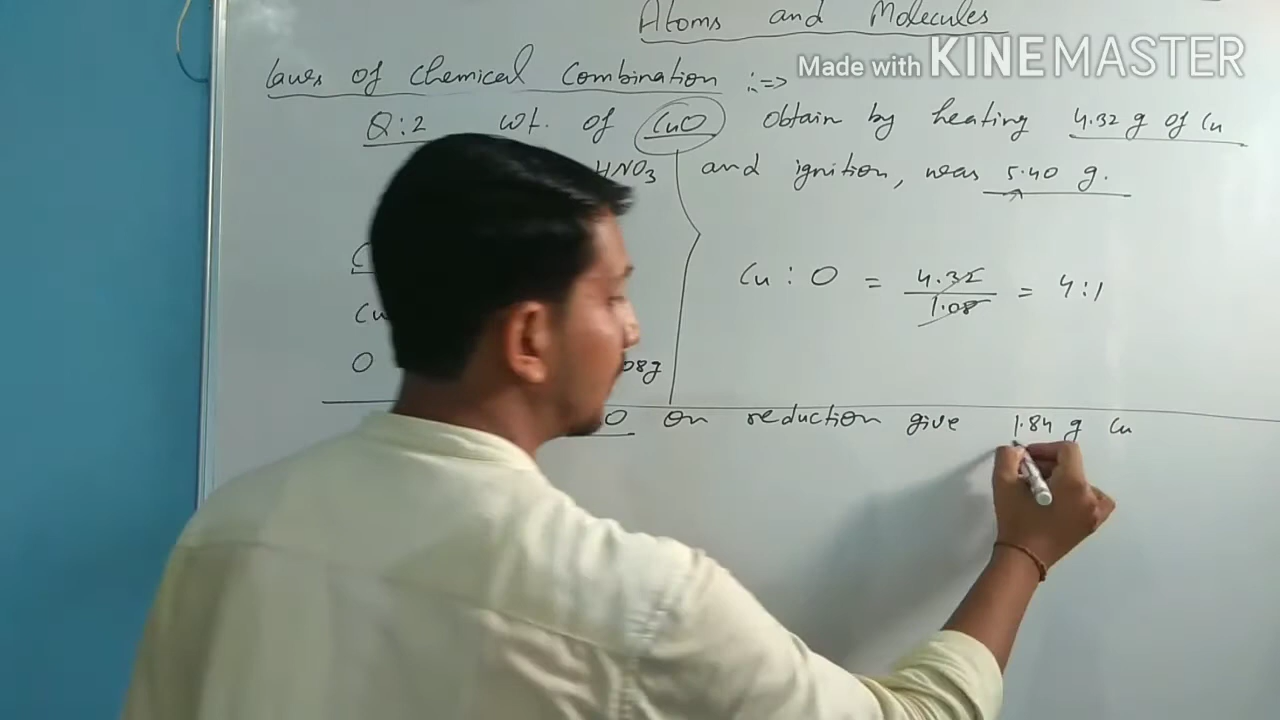 Atoms and Molecules
Made with KINEMASTER
Laws of Chemical Combination :=>
Q:2 wt. of CuO obtain by heating 4.32 g of Cu
HNO3 and ignition, was 5.40 g.
Cu : O = 4.32 / 1.08 = 4:1
Cu
O 08g
O on reduction give 1.84 g Cu